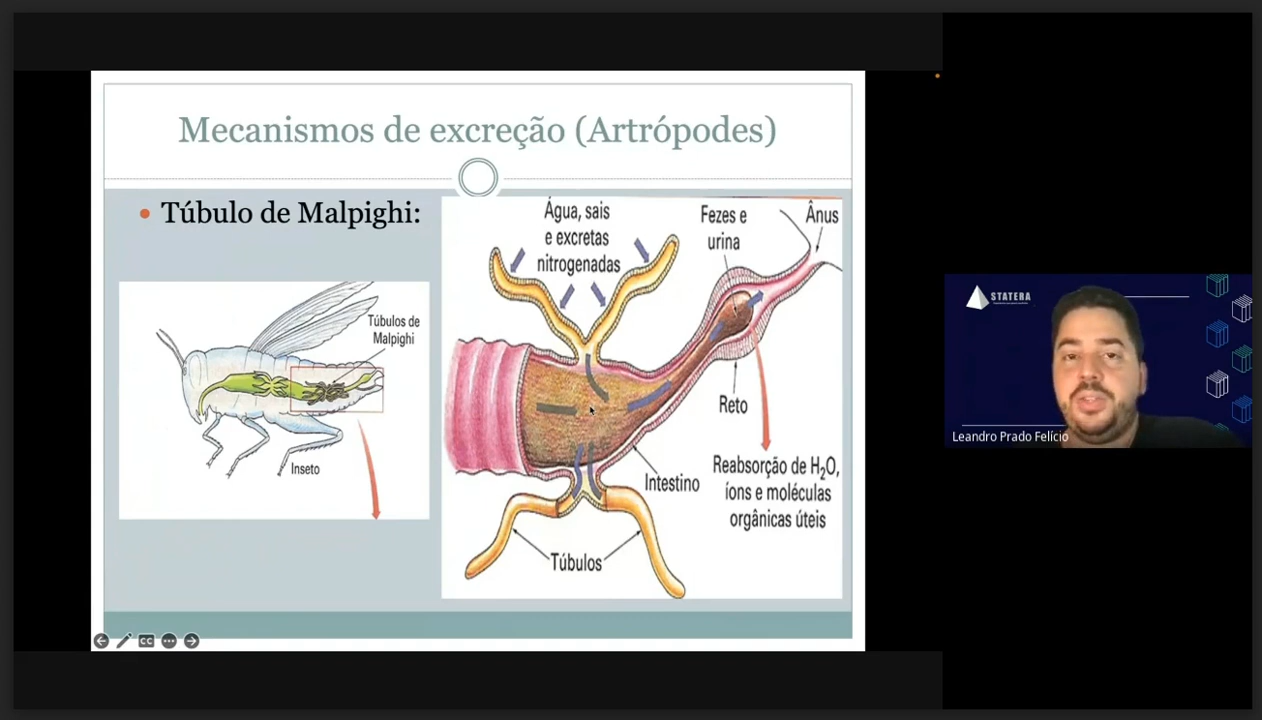 Mecanismos de excreção (Artrópodes)
• Túbulo de Malpighi:
Túbulos de
Malpighi
Inseto
Água, sais
e excretas
nitrogenadas
Fezes e
urina
Ânus
Reto
Intestino
Reabsorção de H₂O,
íons e moléculas
orgânicas úteis
Túbulos
CC
STATERA
Leandro Prado Felício